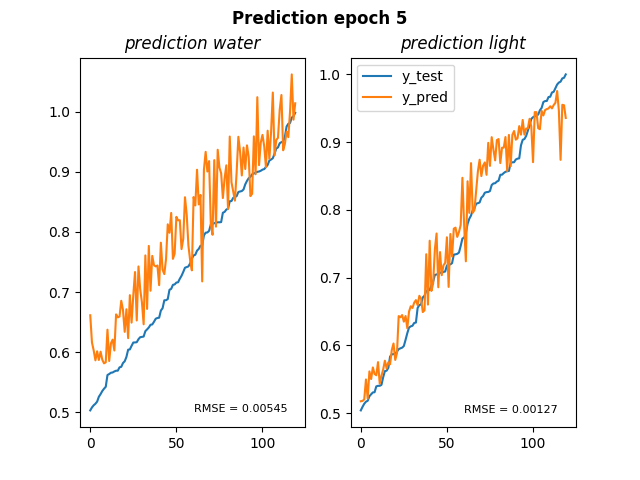 Prediction epoch 5
prediction water
1.0
0.9
0.8
0.7
0.6
0.5
0
50
100
RMSE = 0.00545
prediction light
y_test
y_pred
1.0
0.9
0.8
0.7
0.6
0.5
0
50
100
RMSE = 0.00127